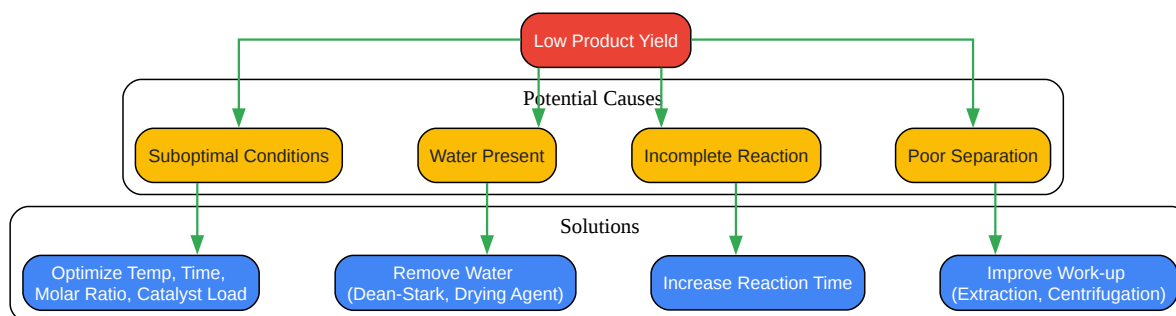 Low Product Yield
Potential Causes
Suboptimal Conditions
Water Present
Incomplete Reaction
Poor Separation
Solutions
Optimize Temp, Time,
Molar Ratio, Catalyst Load
Remove Water
(Dean-Stark, Drying Agent)
Increase Reaction Time
Improve Work-up
(Extraction, Centrifugation)